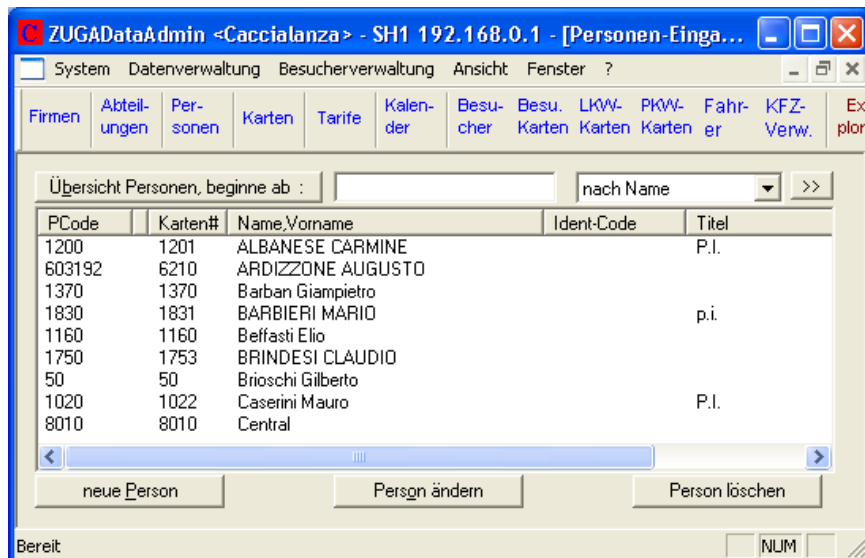 C ZUGADataAdmin <Caccialanza> - SH1 192.168.0.1 - [Personen-Einga...
System Datenverwaltung Besucherverwaltung Ansicht Fenster ?
Firmen Abteil- Per- Karten Tarife Kalen- Besu- Besu. LKW- PKW- Fahr- KFZ- Ex
ungen sonen der cher Karten Karten Karten er Verw. plor
Übersicht Personen, beginne ab : nach Name >>
PCode Karten# Name,Vorname Ident-Code Titel
1200 1201 ALBANESE CARMINE P.I.
603192 6210 ARDIZZONE AUGUSTO
1370 1370 Barban Giampietro
1830 1831 BARBIERI MARIO p.i.
1160 1160 Beffasti Elio
1750 1753 BRINDESI CLAUDIO
50 50 Brioschi Gilberto
1020 1022 Caserini Mauro P.I.
8010 8010 Central
neue Person Person ändern Person löschen
Bereit NUM